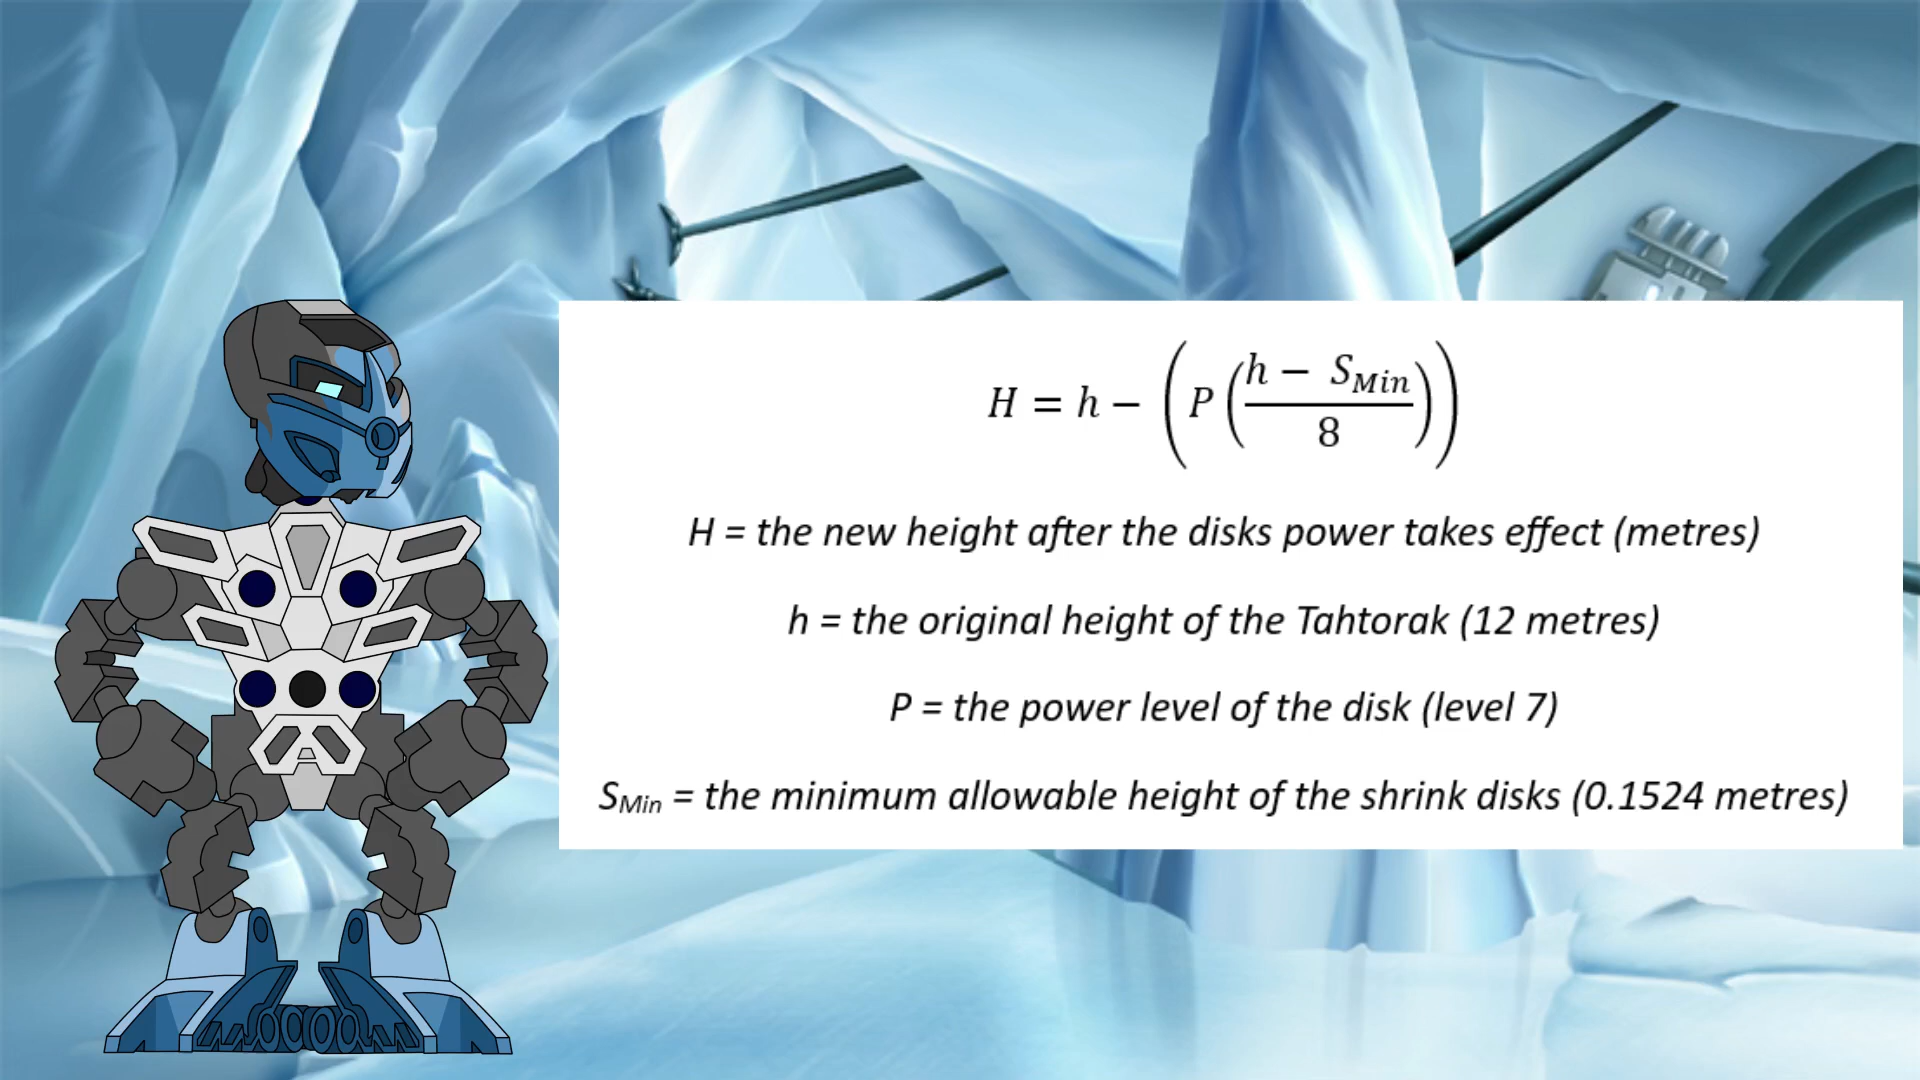 H = h − (P((h − S_Min)/8))
H = the new height after the disks power takes effect (metres)
h = the original height of the Tahtorak (12 metres)
P = the power level of the disk (level 7)
S_Min = the minimum allowable height of the shrink disks (0.1524 metres)